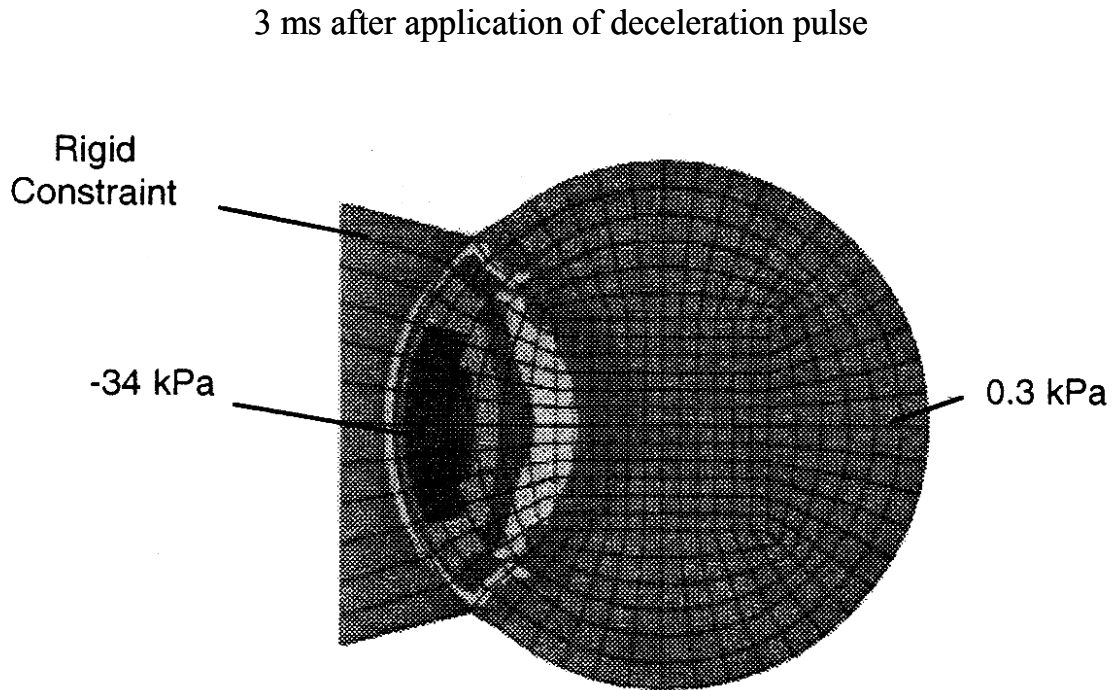 3 ms after application of deceleration pulse
Rigid
Constraint
-34 kPa
0.3 kPa